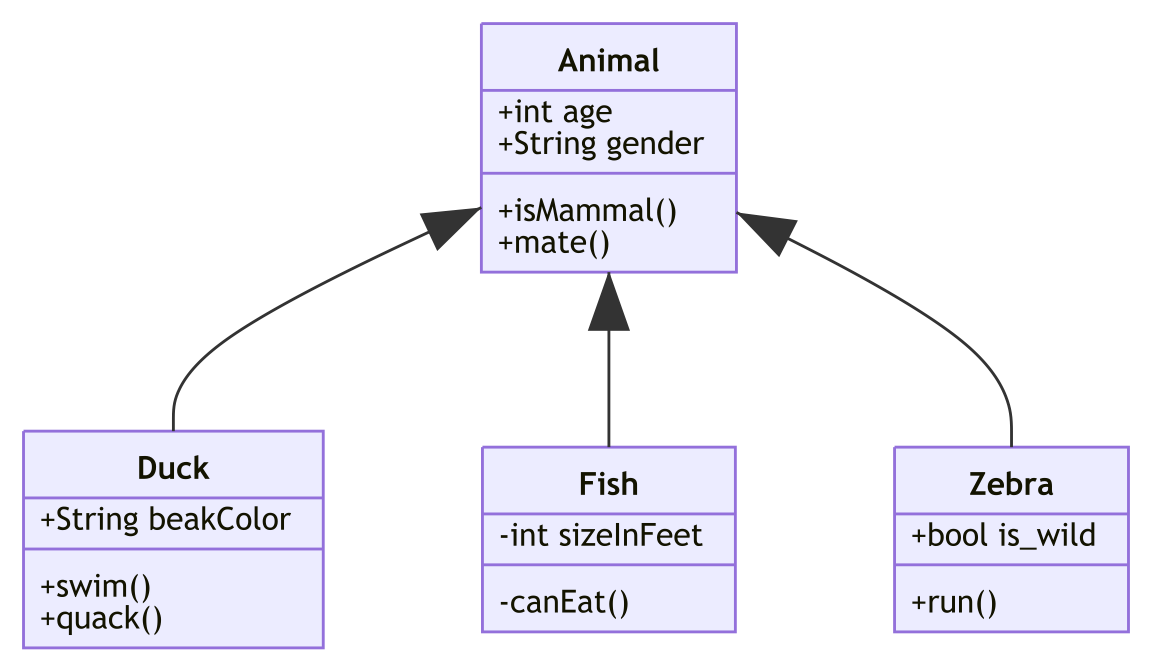 Animal
+int age
+String gender
+isMammal()
+mate()
Duck
+String beakColor
+swim()
+quack()
Fish
-int sizeInFeet
-canEat()
Zebra
+bool is_wild
+run()